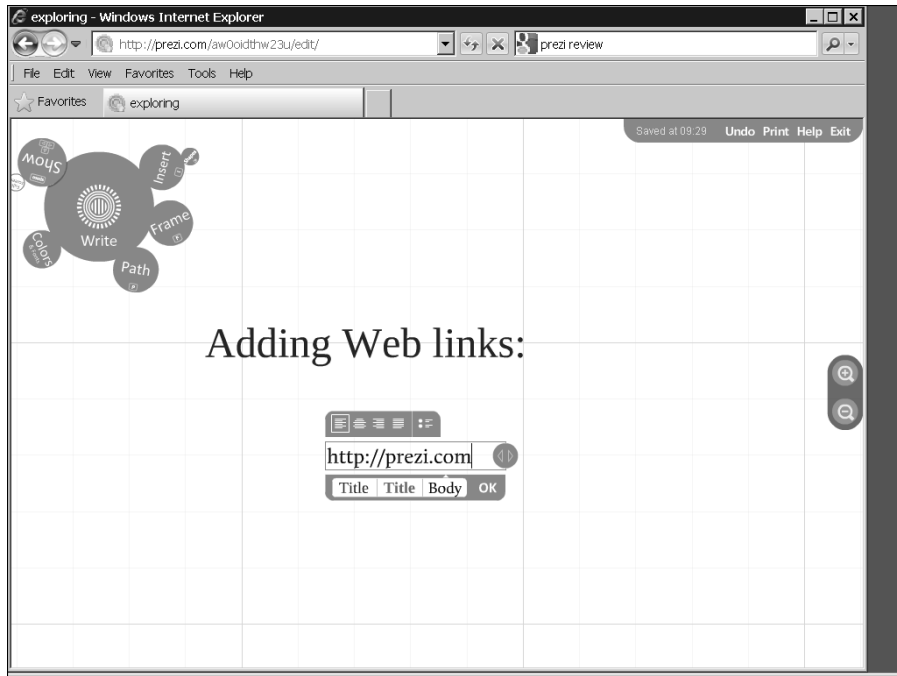 exploring - Windows Internet Explorer
http://prezi.com/aw0oidthw23u/edit/
prezi review
File Edit View Favorites Tools Help
Favorites
exploring
Saved at 09:29 Undo Print Help Exit
Show
Insert
Frame
Write
Colors
Path
Adding Web links:
http://prezi.com
Title Title Body OK